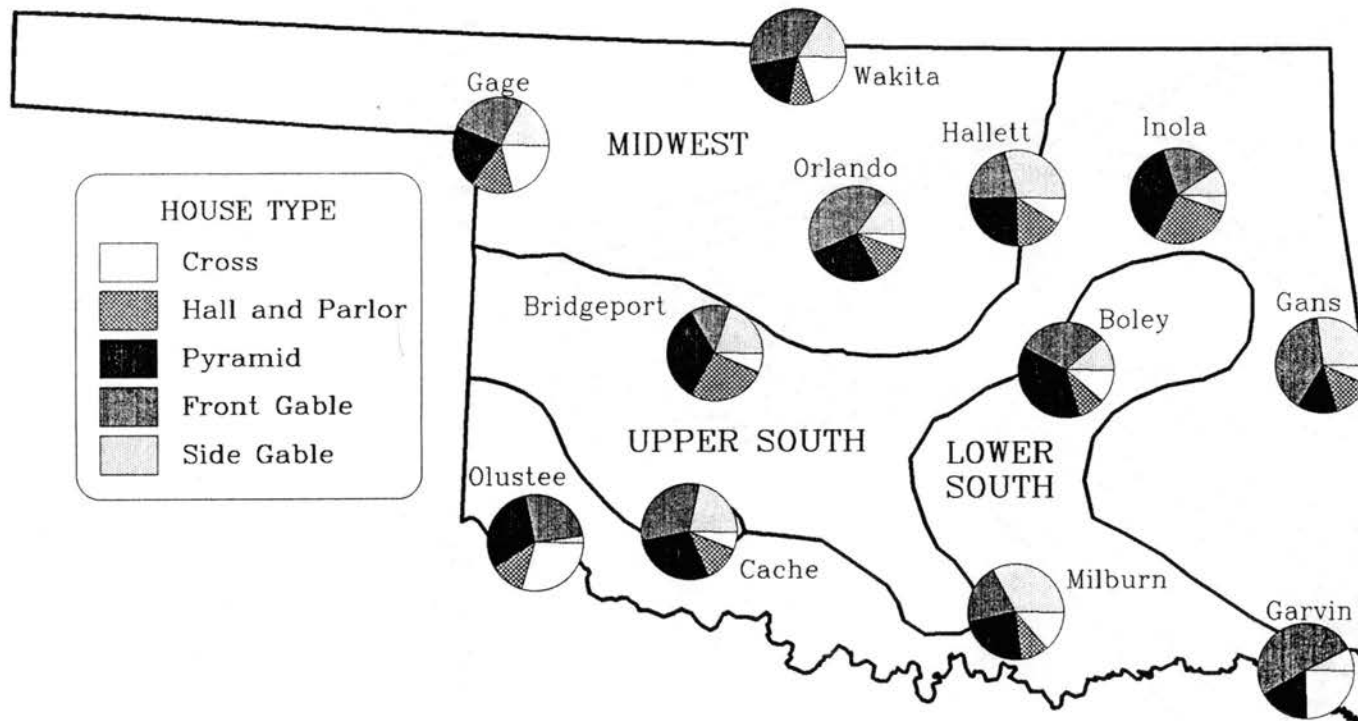 Wakita
Gage
MIDWEST
Hallett
Inola
Orlando
HOUSE TYPE
Cross
Hall and Parlor
Pyramid
Front Gable
Side Gable
Bridgeport
Boley
Gans
UPPER SOUTH
LOWER
SOUTH
Olustee
Cache
Milburn
Garvin